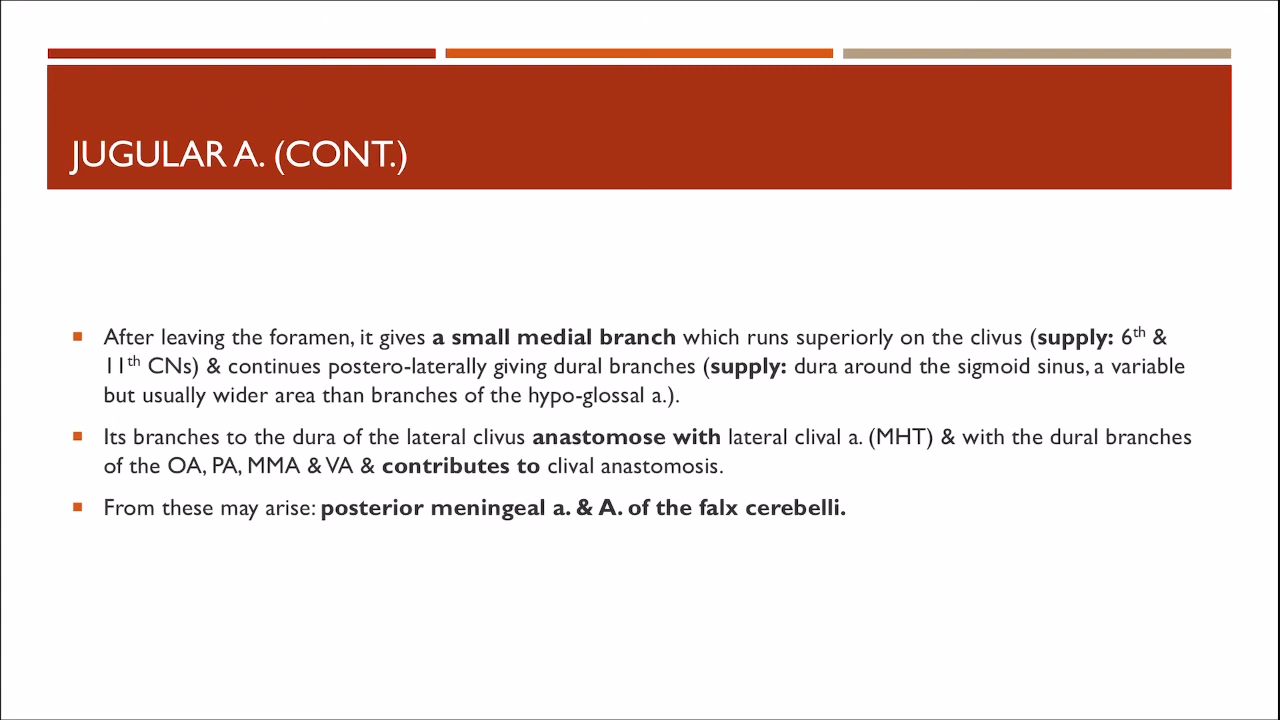 JUGULAR A. (CONT.)
After leaving the foramen, it gives a small medial branch which runs superiorly on the clivus (supply: 6th &
11th CNs) & continues postero-laterally giving dural branches (supply: dura around the sigmoid sinus, a variable
but usually wider area than branches of the hypo-glossal a.).
Its branches to the dura of the lateral clivus anastomose with lateral clival a. (MHT) & with the dural branches
of the OA, PA, MMA & VA & contributes to clival anastomosis.
From these may arise: posterior meningeal a. & A. of the falx cerebelli.